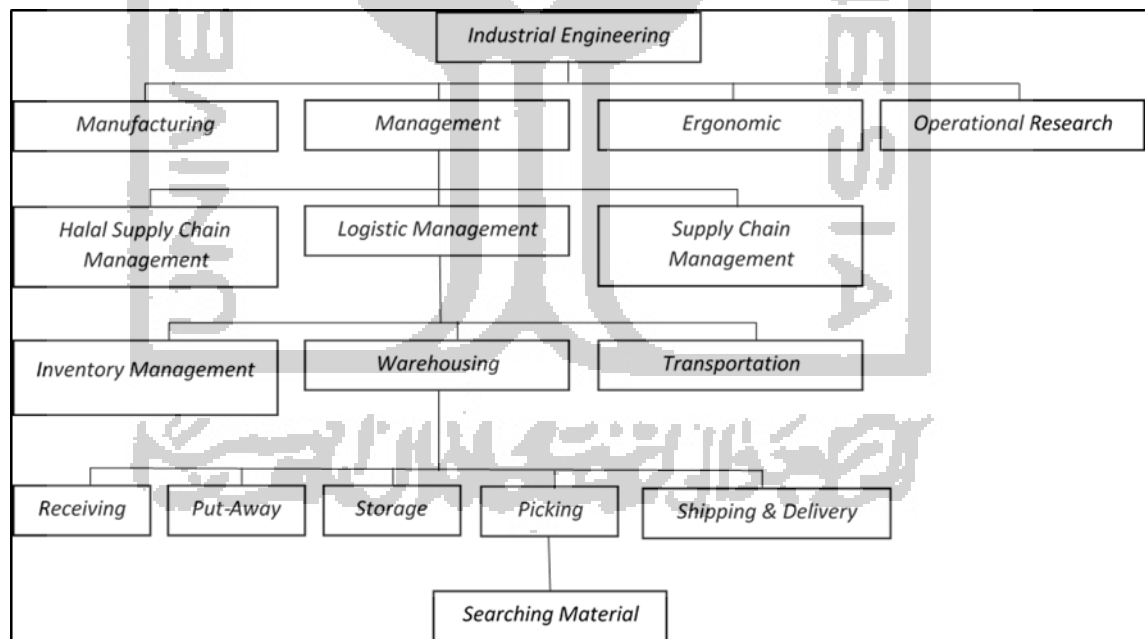 Industrial Engineering
Manufacturing
Management
Ergonomic
Operational Research
Halal Supply Chain
Management
Logistic Management
Supply Chain
Management
Inventory Management
Warehousing
Transportation
Receiving
Put-Away
Storage
Picking
Shipping & Delivery
Searching Material